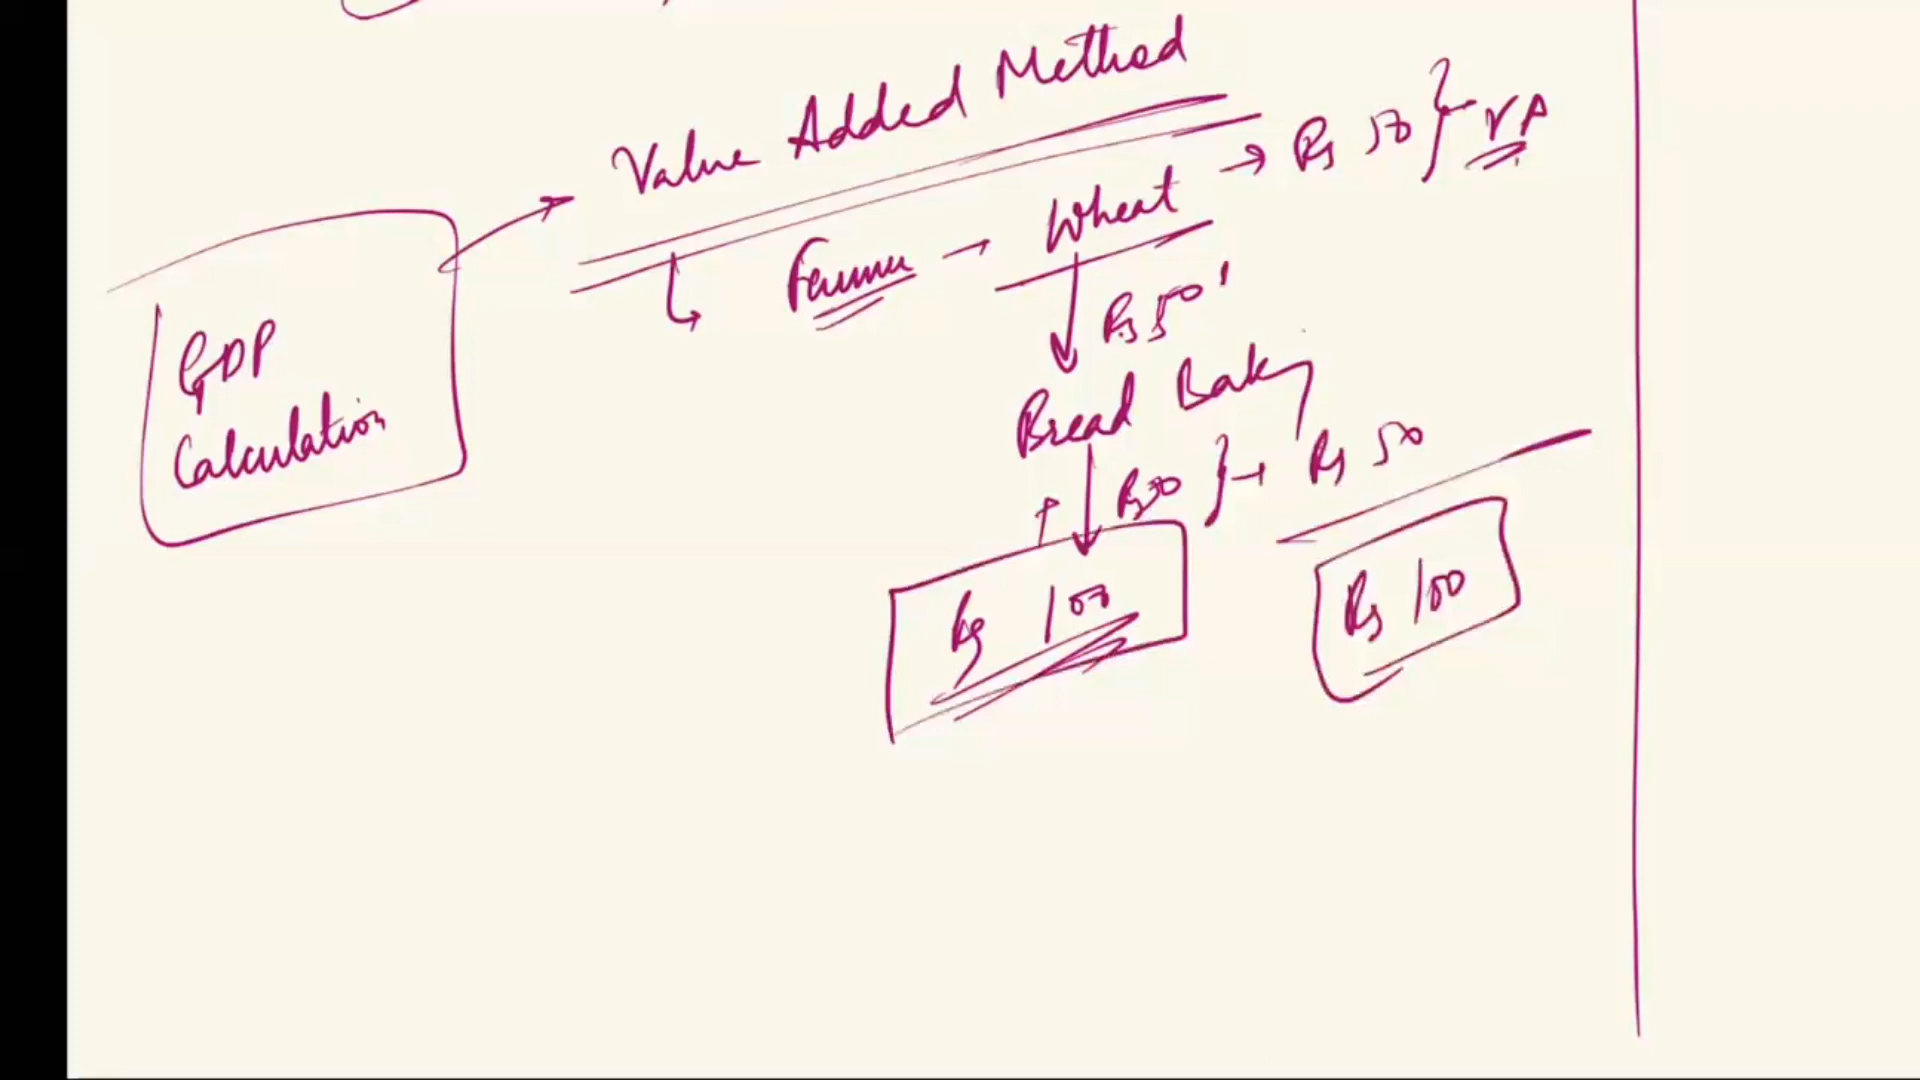 Value Added Method
Farmer → Wheat → Rs 50 } VA
Rs 50
GDP
Calculation
Bread Baking
Rs 50 } → Rs 50
Rs 100
Rs 100